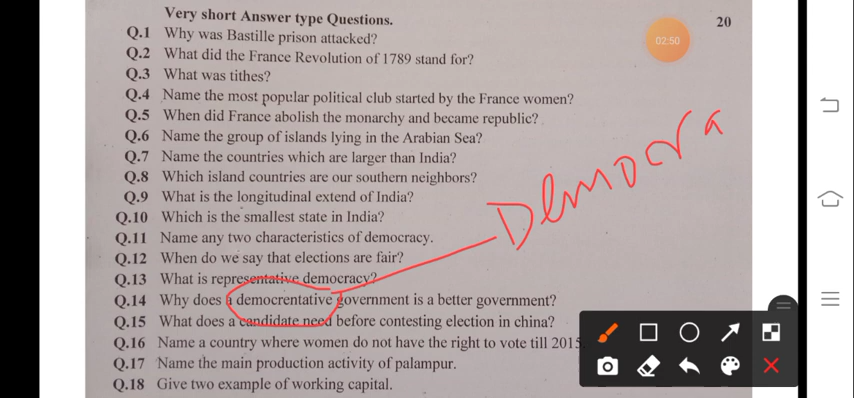 Very short Answer type Questions.
20
02:50
Q.1 Why was Bastille prison attacked?
Q.2 What did the France Revolution of 1789 stand for?
Q.3 What was tithes?
Q.4 Name the most popular political club started by the France women?
Q.5 When did France abolish the monarchy and became republic?
Q.6 Name the group of islands lying in the Arabian Sea?
Q.7 Name the countries which are larger than India?
Q.8 Which island countries are our southern neighbors?
Q.9 What is the longitudinal extend of India?
Q.10 Which is the smallest state in India?
Q.11 Name any two characteristics of democracy.
Q.12 When do we say that elections are fair?
Q.13 What is representative democracy?
Q.14 Why does a democrentative government is a better government?
Q.15 What does a candidate need before contesting election in china?
Q.16 Name a country where women do not have the right to vote till 2015.
Q.17 Name the main production activity of palampur.
Q.18 Give two example of working capital.
Democra